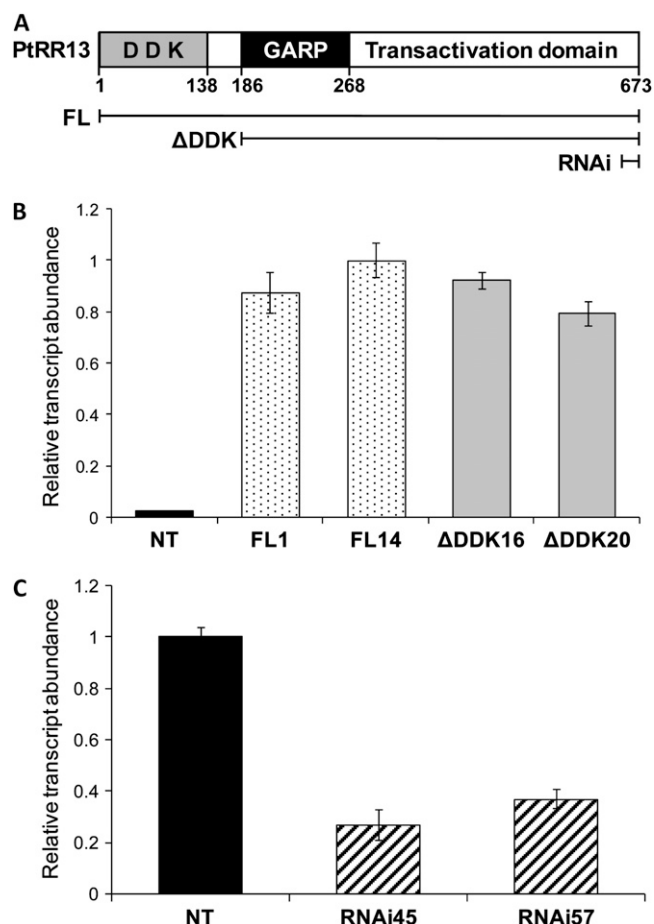 A
PtRR13 D D K GARP Transactivation domain
1 138 186 268 673
FL
ΔDDK
RNAi
B
Relative transcript abundance
1.2
1
0.8
0.6
0.4
0.2
0
NT FL1 FL14 ΔDDK16 ΔDDK20
C
Relative transcript abundance
1.2
1
0.8
0.6
0.4
0.2
0
NT RNAi45 RNAi57